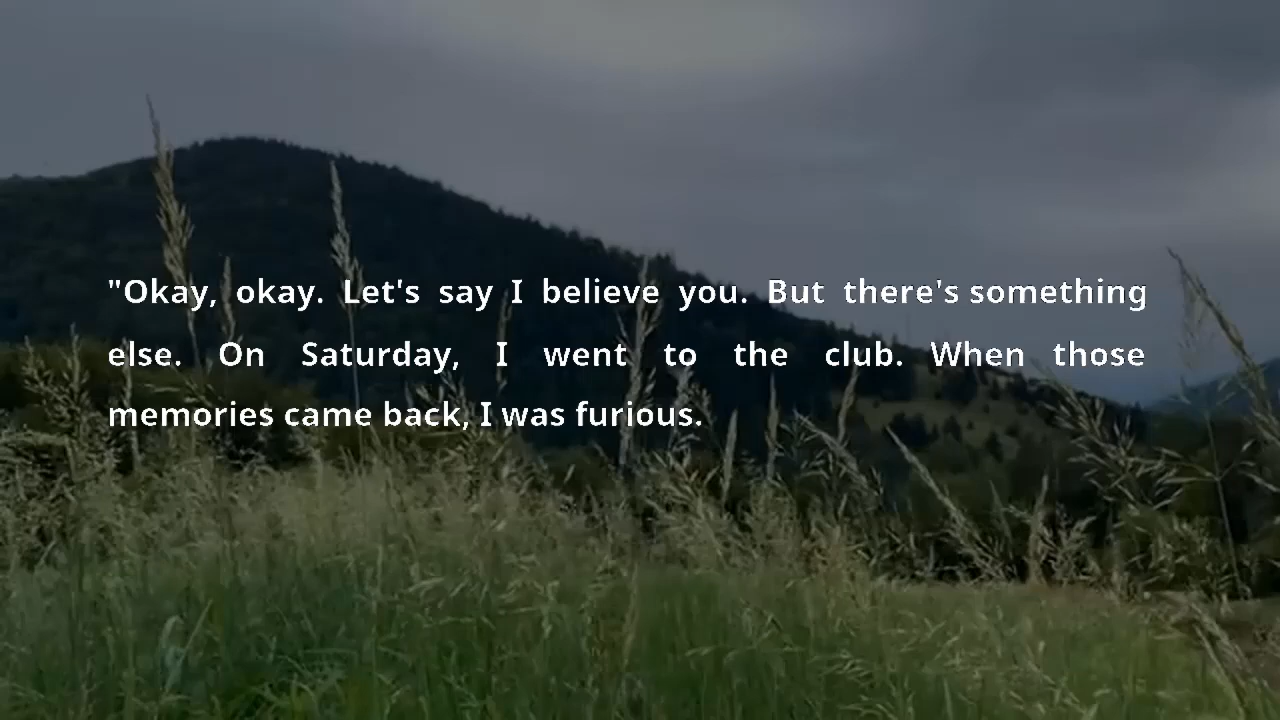 "Okay, okay. Let's say I believe you. But there's something
else. On Saturday, I went to the club. When those
memories came back, I was furious.